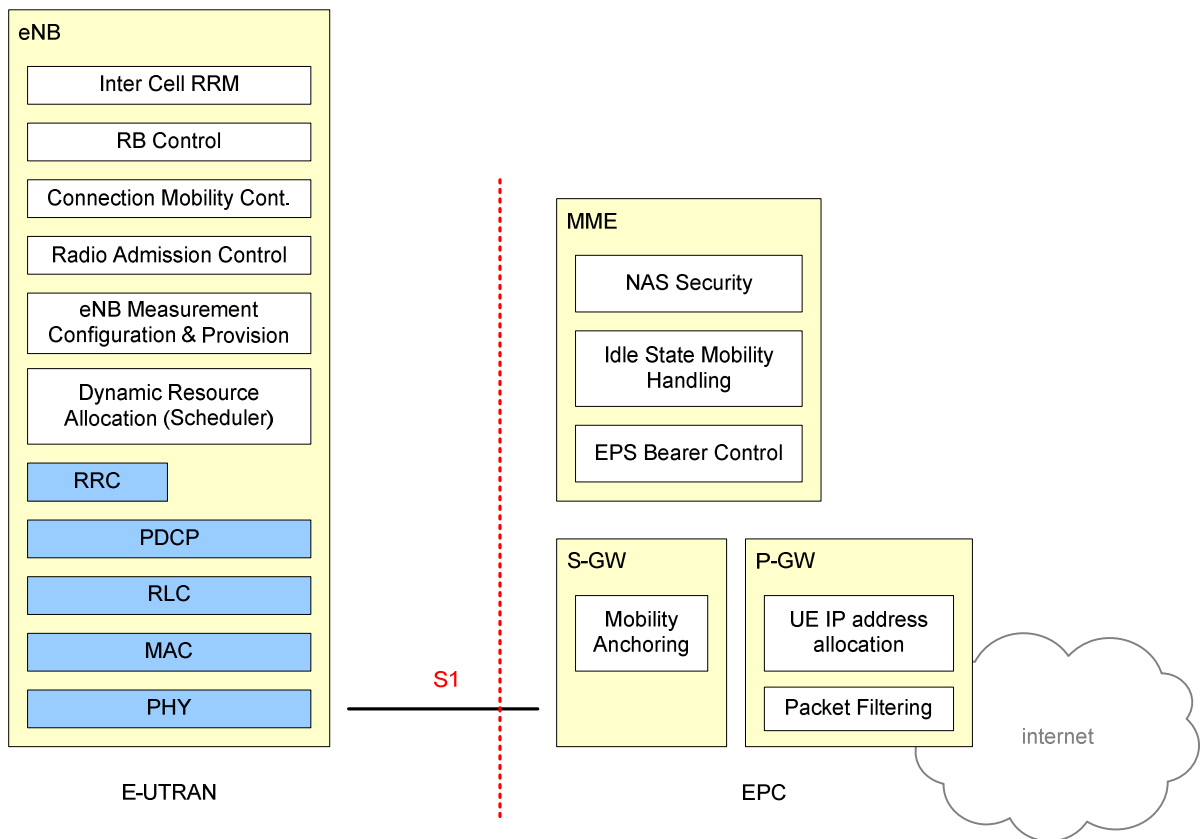 eNB
Inter Cell RRM
RB Control
Connection Mobility Cont.
Radio Admission Control
eNB Measurement
Configuration & Provision
Dynamic Resource
Allocation (Scheduler)
RRC
PDCP
RLC
MAC
PHY
E-UTRAN
S1
MME
NAS Security
Idle State Mobility
Handling
EPS Bearer Control
S-GW
Mobility
Anchoring
P-GW
UE IP address
allocation
Packet Filtering
internet
EPC